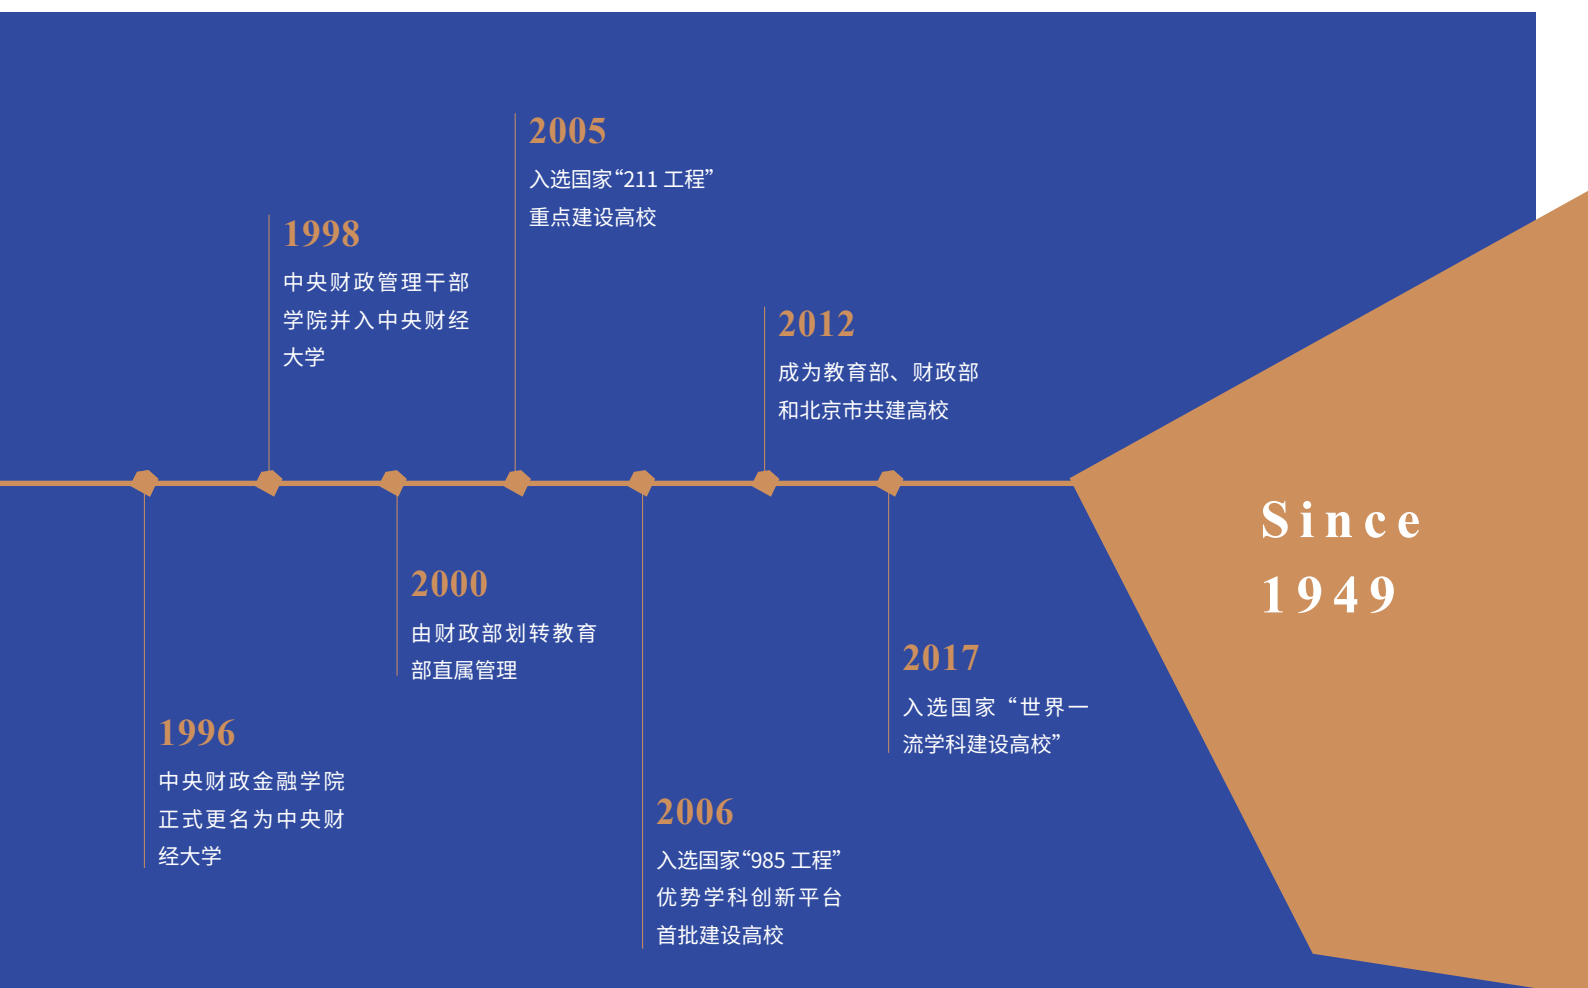 1996
中央财政金融学院
正式更名为中央财
经大学
1998
中央财政管理干部
学院并入中央财经
大学
2000
由财政部划转教育
部直属管理
2005
入选国家“211 工程”
重点建设高校
2006
入选国家“985 工程”
优势学科创新平台
首批建设高校
2012
成为教育部、财政部
和北京市共建高校
2017
入选国家“世界一
流学科建设高校”
Since
1949